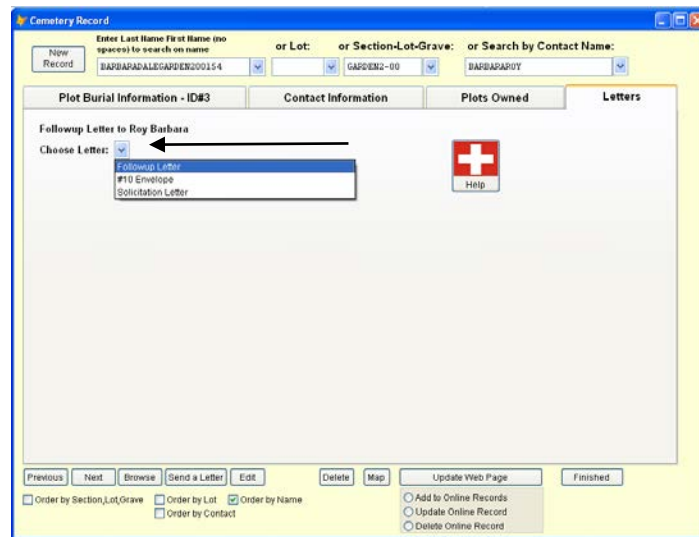 Cemetery Record
New Record
Enter Last Name First Name (no spaces) to search on name
or Lot:
or Section-Lot-Grave:
or Search by Contact Name:
BARBARADALEGARDEN200154
GARDEN2-00
BARBARAROY
Plot Burial Information - ID#3
Contact Information
Plots Owned
Letters
Followup Letter to Roy Barbara
Choose Letter:
Followup Letter
#10 Envelope
Solicitation Letter
Help
Previous
Next
Browse
Send a Letter
Edit
Delete
Map
Update Web Page
Finished
Order by Section,Lot,Grave
Order by Lot
Order by Name
Order by Contact
Add to Online Records
Update Online Record
Delete Online Record